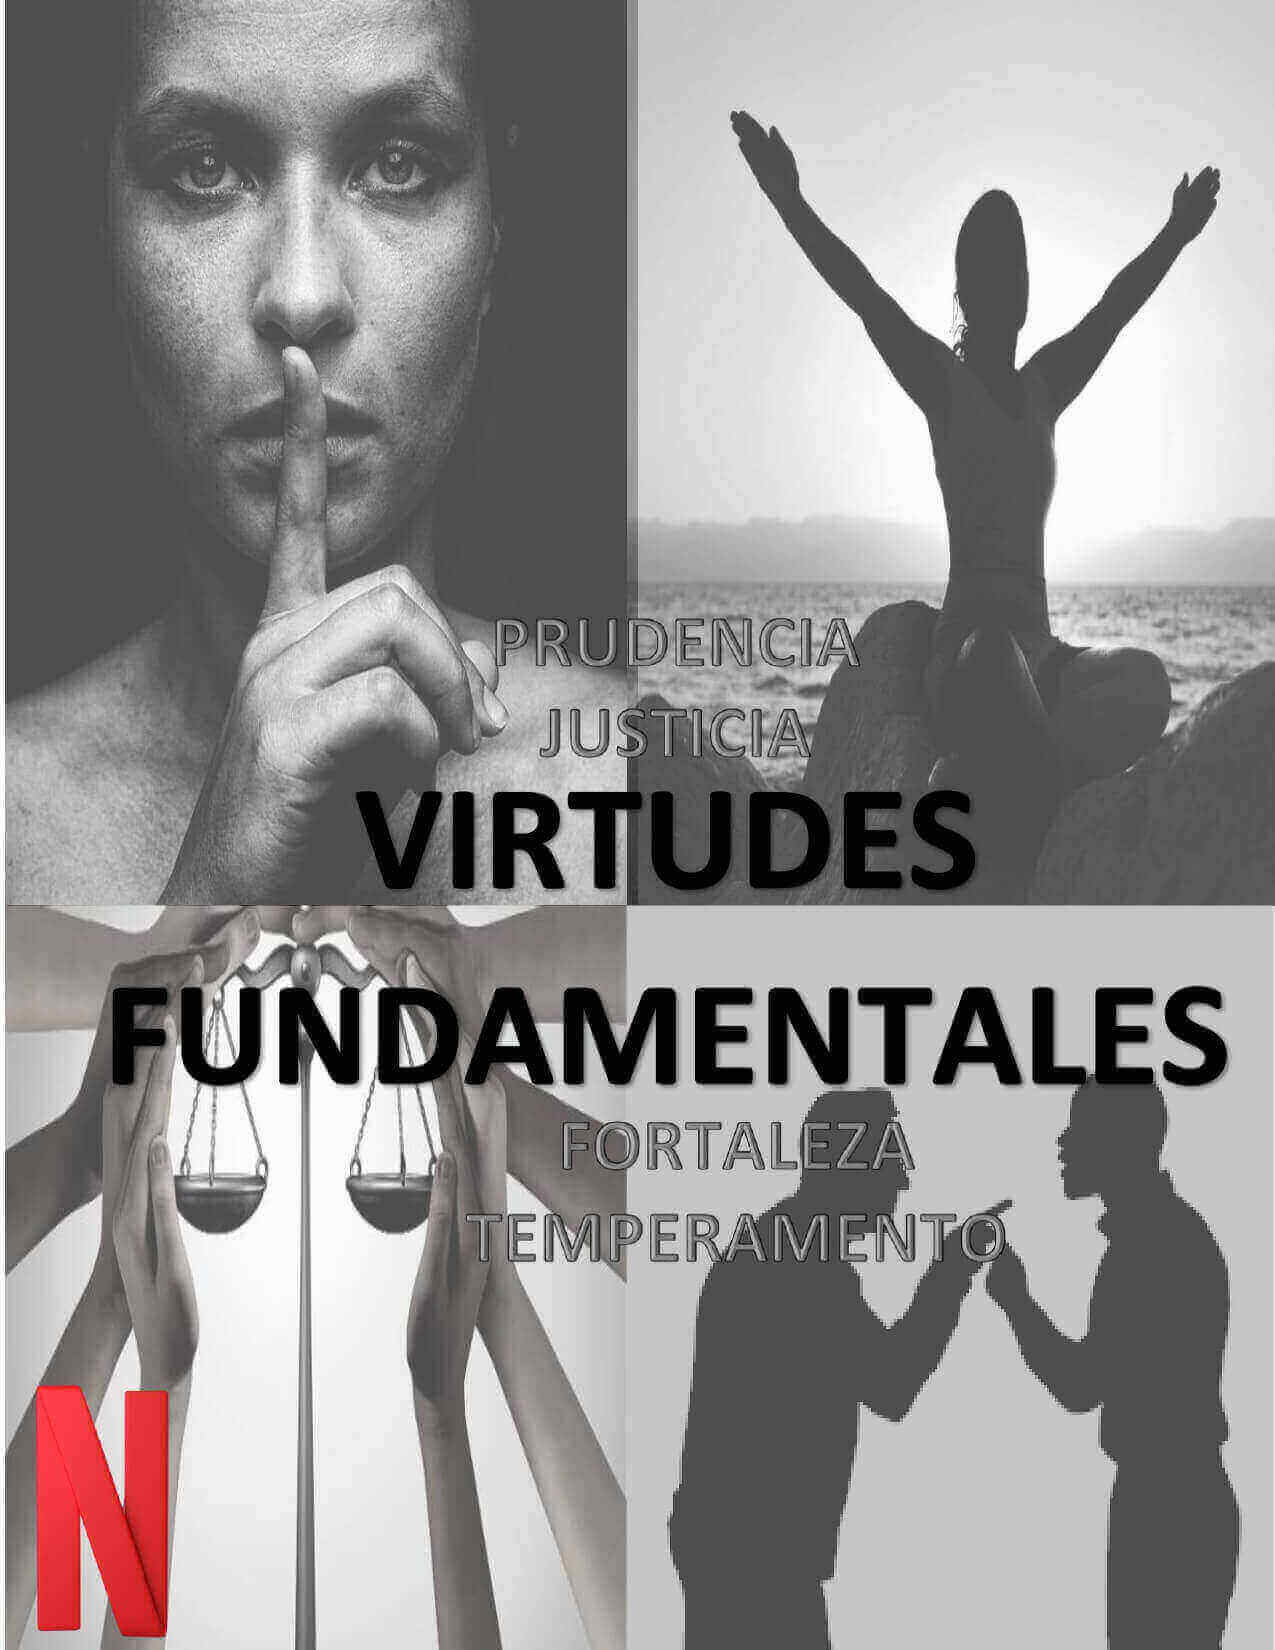 PRUDENCIA
JUSTICIA
VIRTUDES
FUNDAMENTALES
FORTALEZA
TEMPERAMENTO
N